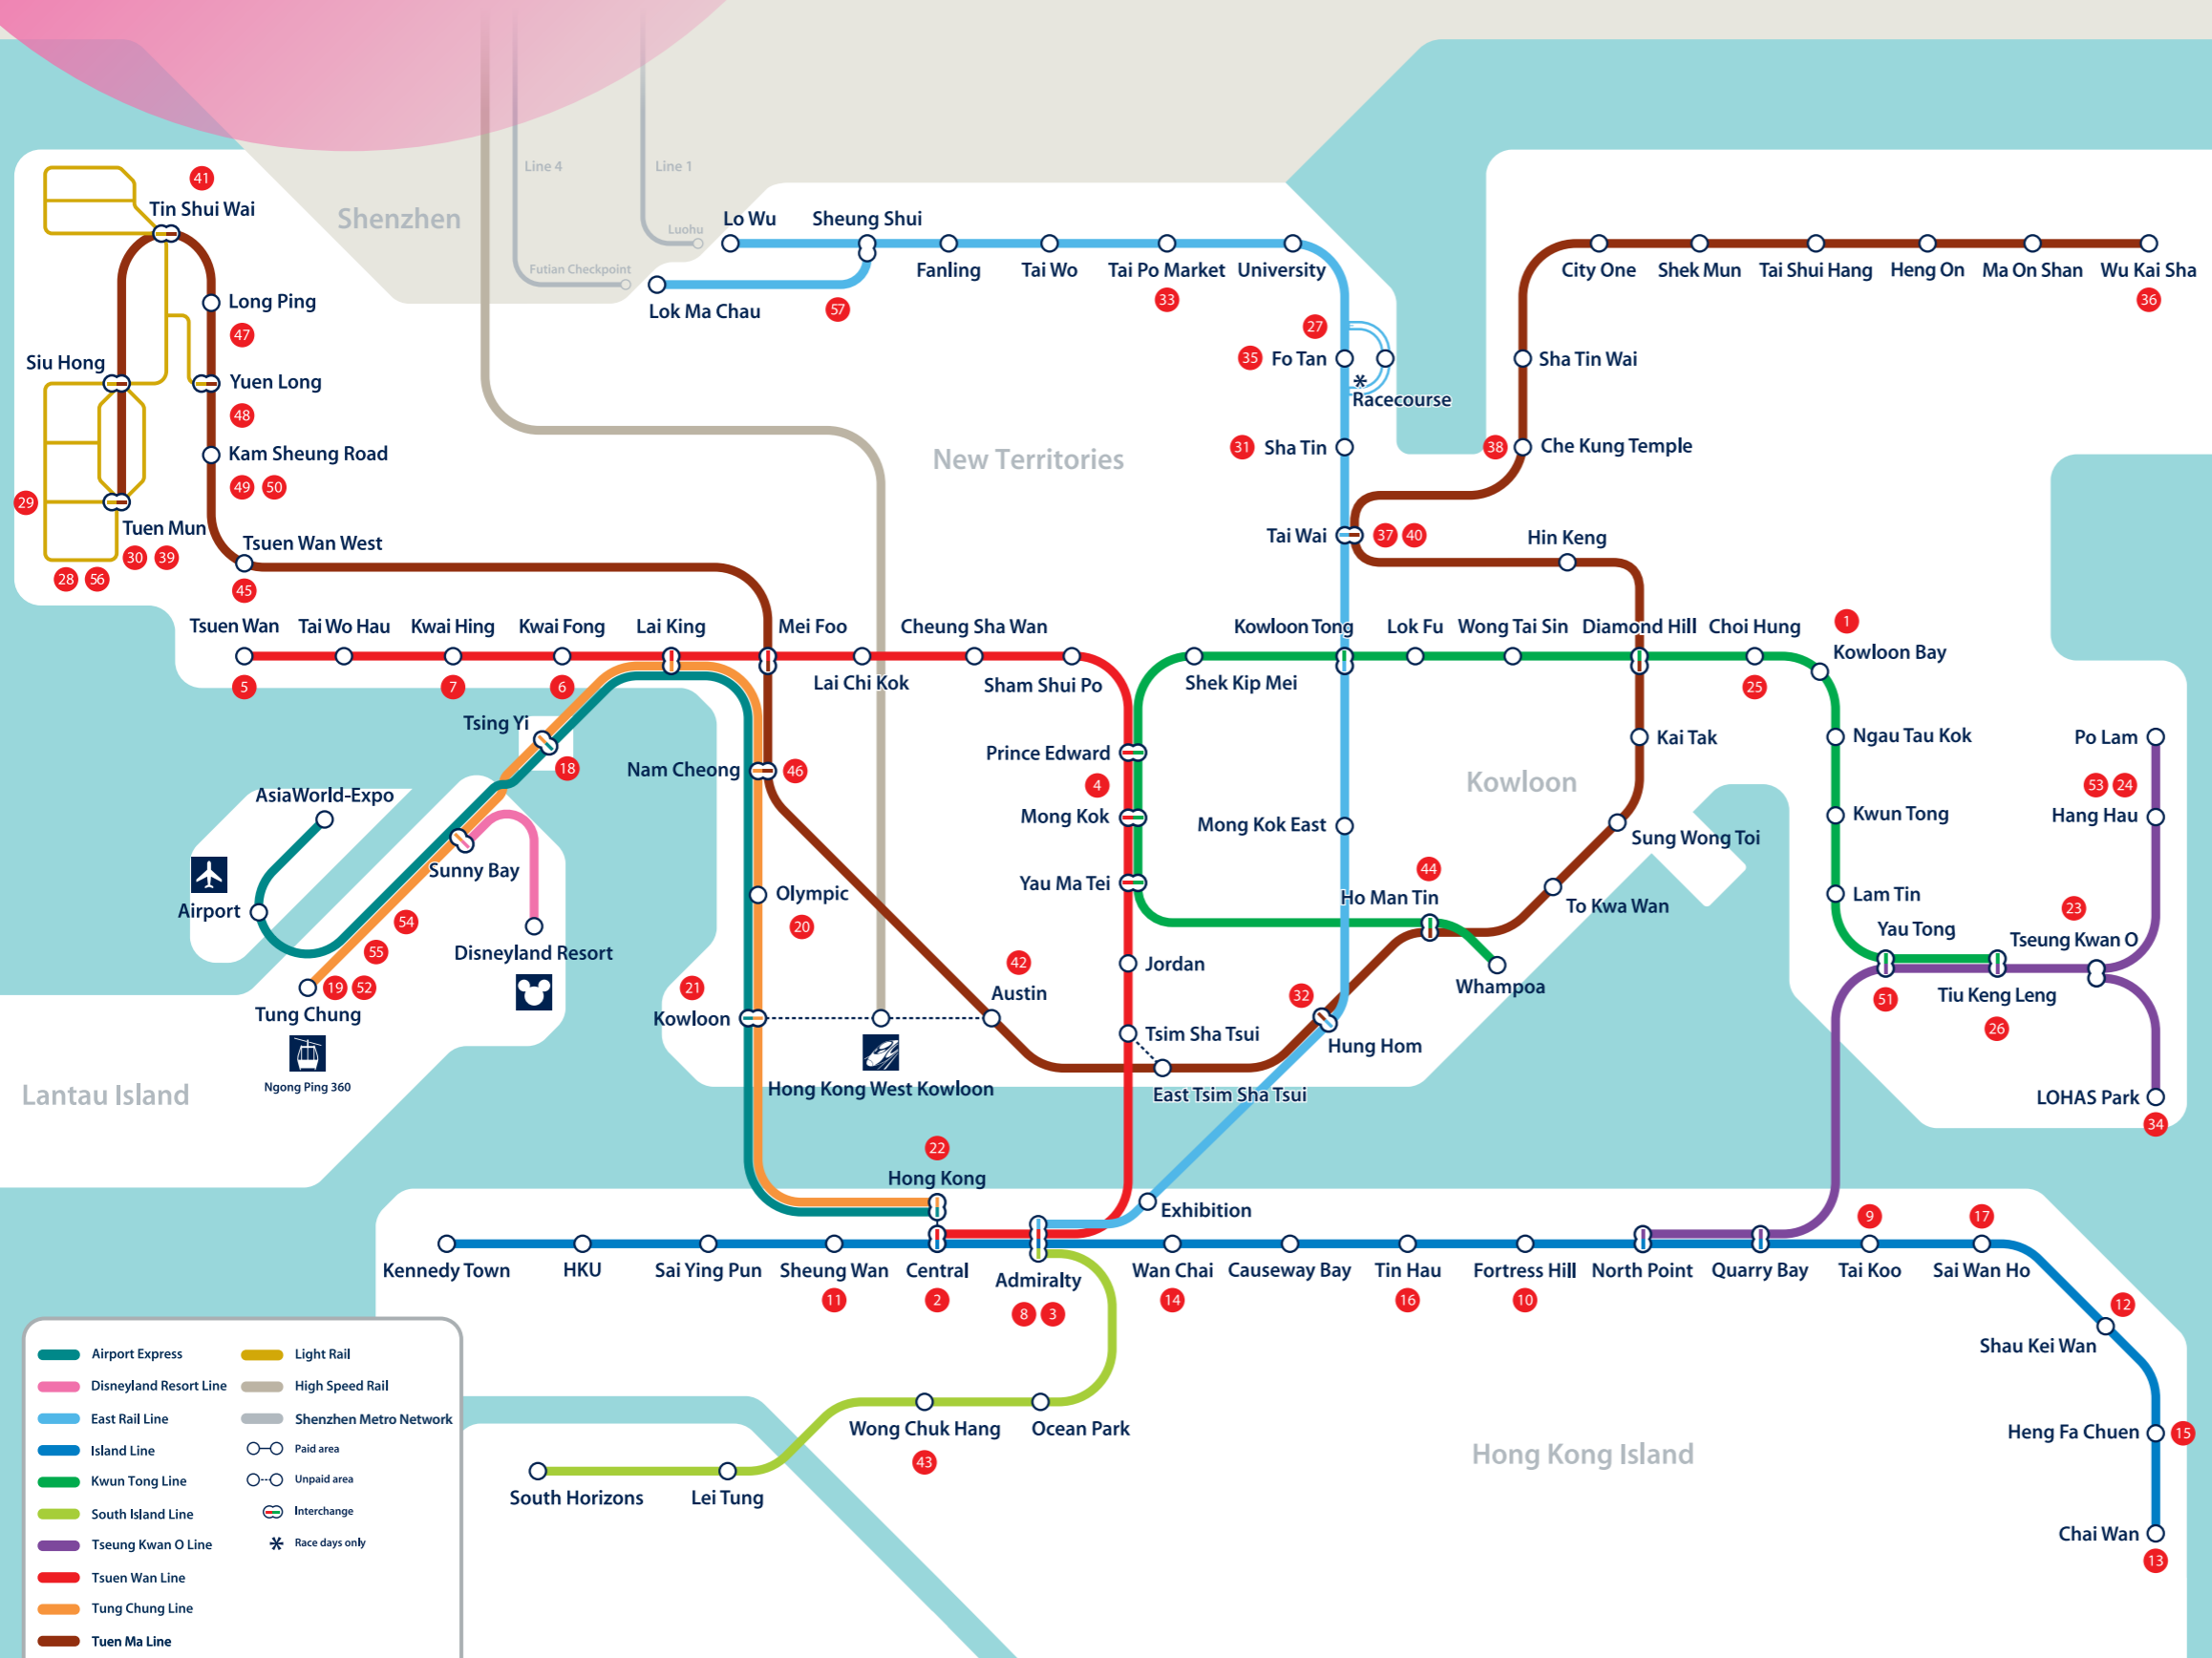 Line 4
Line 1
41
Tin Shui Wai
Shenzhen
Lo Wu
Sheung Shui
Luohu
Futian Checkpoint
Fanling
Tai Wo
Tai Po Market
University
City One
Shek Mun
Tai Shui Hang
Heng On
Ma On Shan
Wu Kai Sha
Long Ping
Lok Ma Chau
57
33
36
47
27
Siu Hong
35
Fo Tan
Sha Tin Wai
Yuen Long
*
Racecourse
48
Kam Sheung Road
New Territories
31
Sha Tin
38
Che Kung Temple
49
50
29
Tuen Mun
Tsuen Wan West
Tai Wai
37
40
Hin Keng
30
39
28
56
45
Tsuen Wan
Tai Wo Hau
Kwai Hing
Kwai Fong
Lai King
Mei Foo
Cheung Sha Wan
Kowloon Tong
Lok Fu
Wong Tai Sin
Diamond Hill
Choi Hung
1
Kowloon Bay
5
7
6
Lai Chi Kok
Sham Shui Po
Shek Kip Mei
25
Tsing Yi
18
Prince Edward
Kai Tak
Ngau Tau Kok
Po Lam
Nam Cheong
46
4
Kowloon
53
24
AsiaWorld-Expo
Mong Kok
Mong Kok East
Sung Wong Toi
Kwun Tong
Hang Hau
Sunny Bay
44
Olympic
Yau Ma Tei
Ho Man Tin
To Kwa Wan
Lam Tin
23
Airport
54
20
Yau Tong
Tseung Kwan O
55
Disneyland Resort
42
Jordan
19
52
21
Austin
32
Whampoa
51
Tiu Keng Leng
Tung Chung
Kowloon
Tsim Sha Tsui
Hung Hom
26
Ngong Ping 360
Hong Kong West Kowloon
East Tsim Sha Tsui
Lantau Island
LOHAS Park
34
22
Hong Kong
Exhibition
9
17
Kennedy Town
HKU
Sai Ying Pun
Sheung Wan
Central
Admiralty
Wan Chai
Causeway Bay
Tin Hau
Fortress Hill
North Point
Quarry Bay
Tai Koo
Sai Wan Ho
11
2
8
3
14
16
10
12
Shau Kei Wan
Wong Chuk Hang
Ocean Park
43
Heng Fa Chuen
15
Hong Kong Island
South Horizons
Lei Tung
Chai Wan
13
Airport Express
Light Rail
Disneyland Resort Line
High Speed Rail
East Rail Line
Shenzhen Metro Network
Island Line
Paid area
Kwun Tong Line
Unpaid area
South Island Line
Interchange
Tseung Kwan O Line
* Race days only
Tsuen Wan Line
Tung Chung Line
Tuen Ma Line